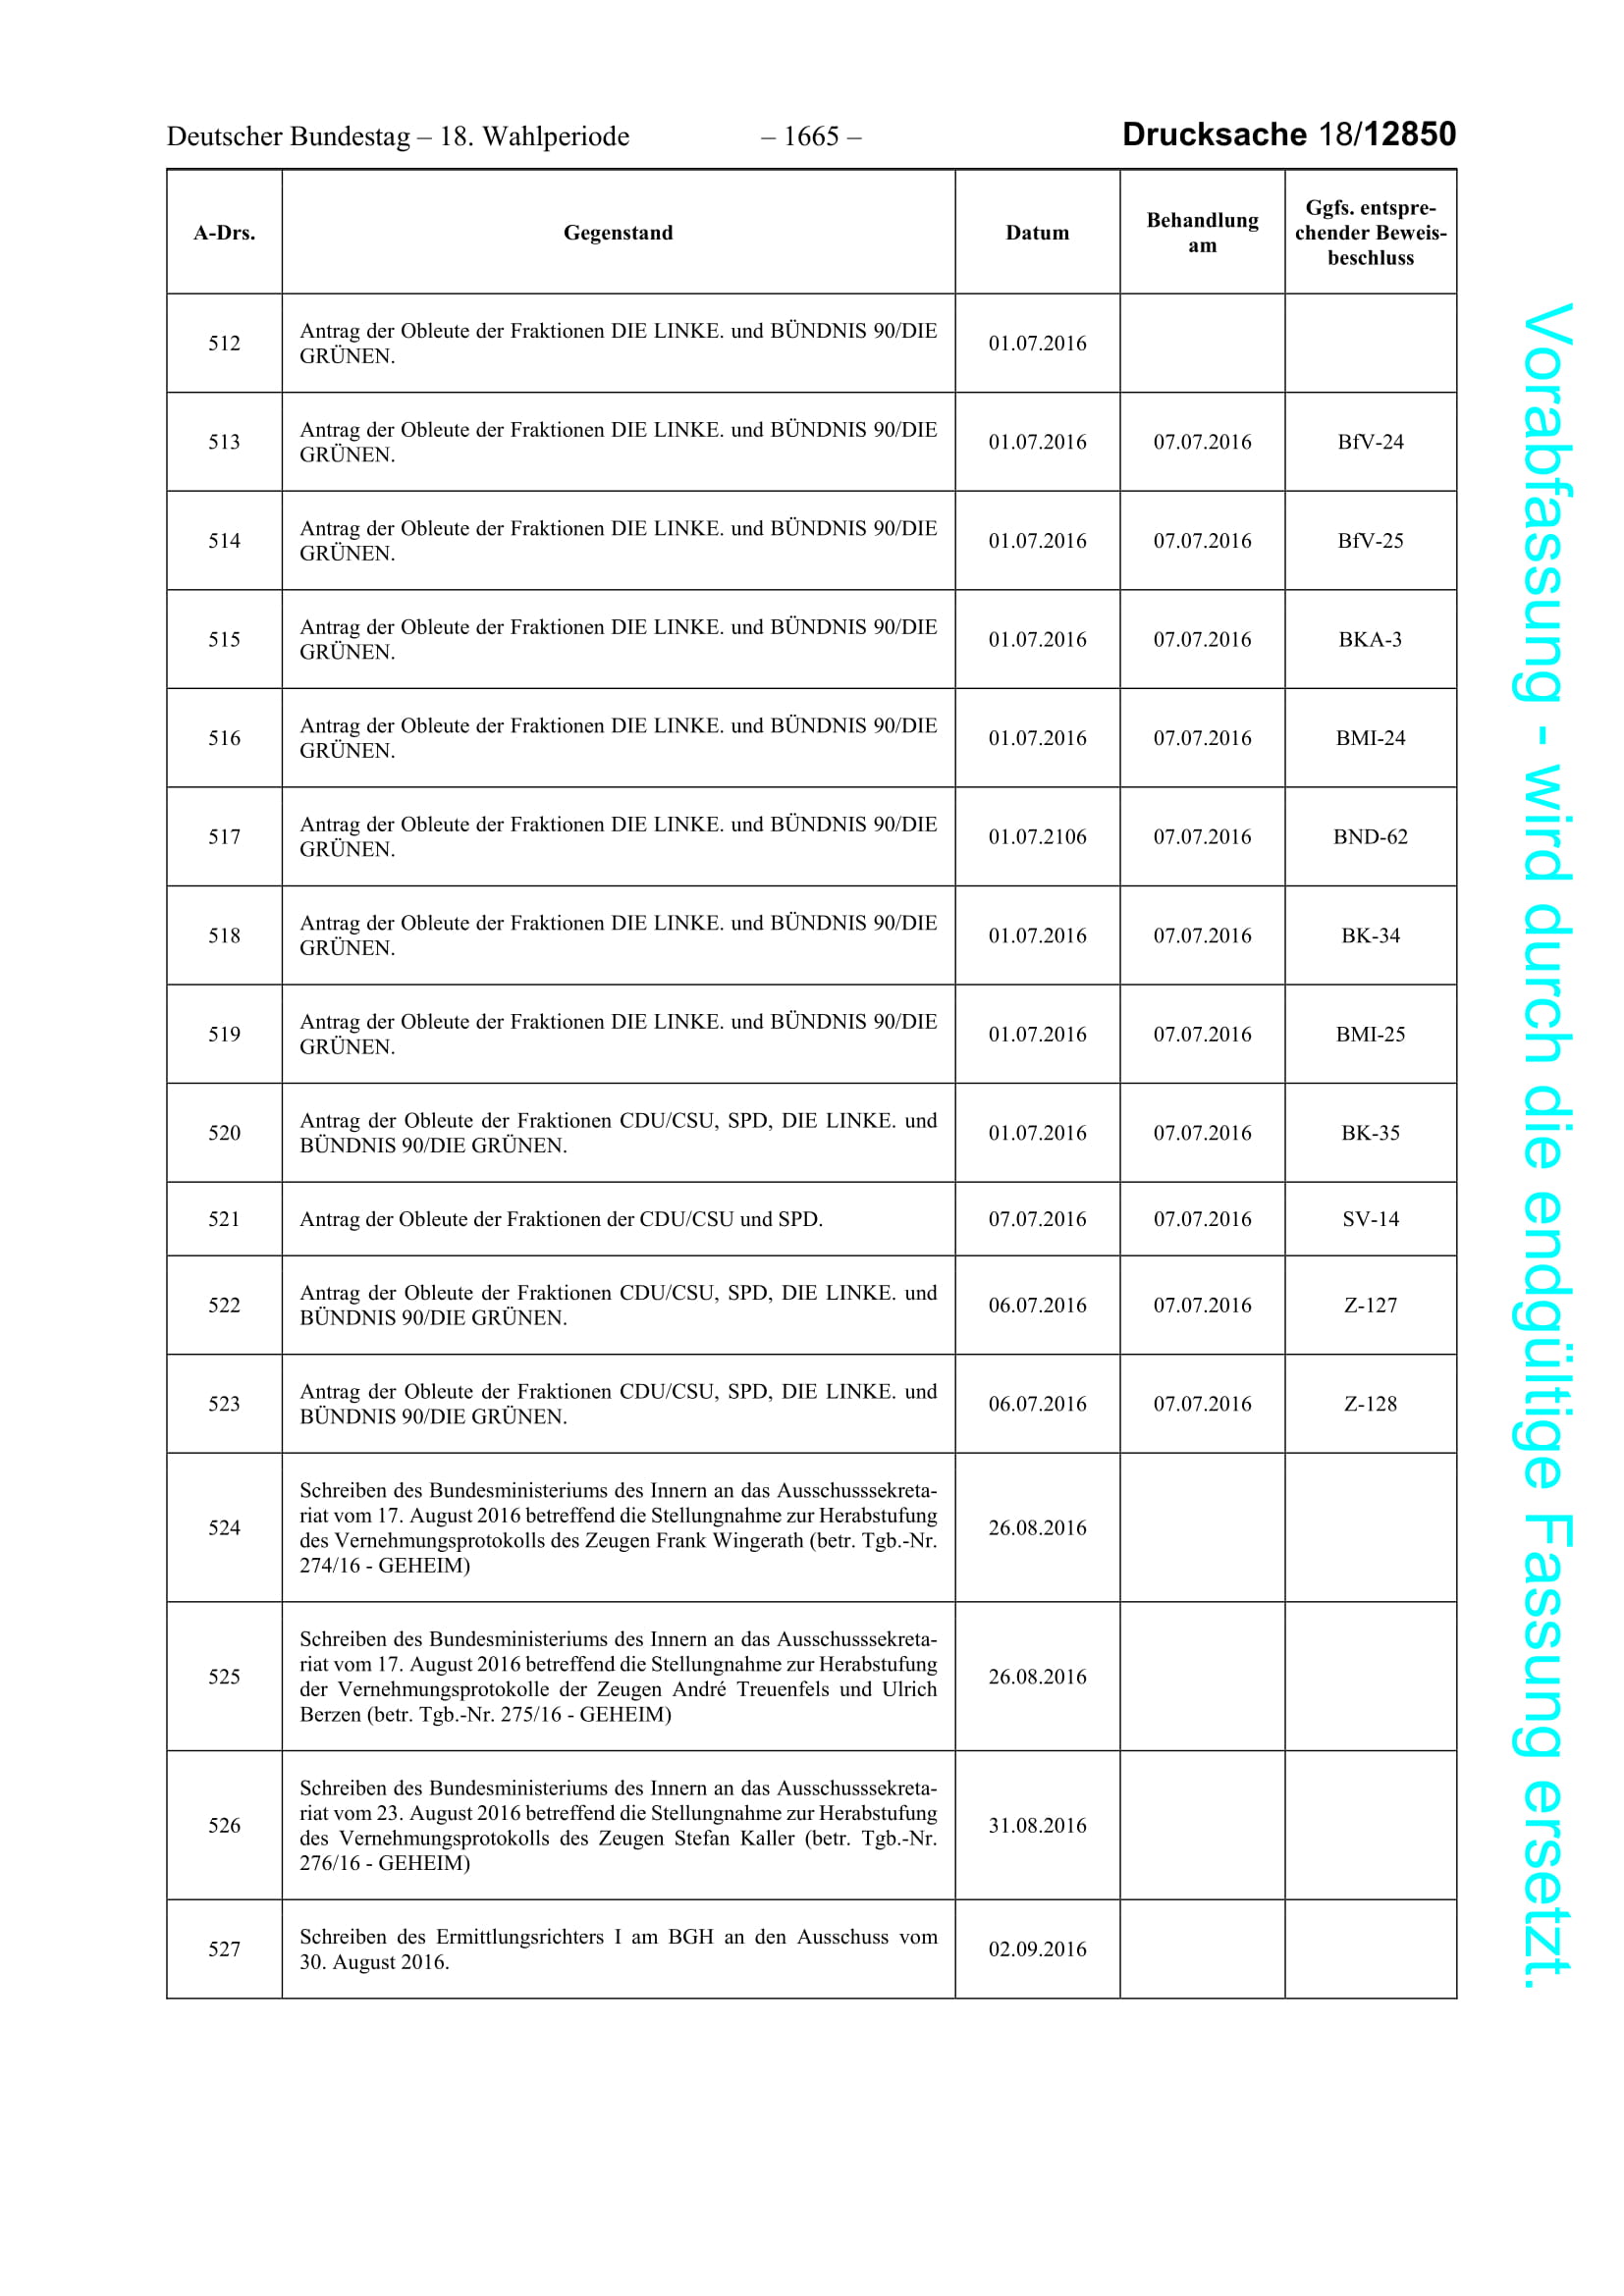 Deutscher Bundestag – 18. Wahlperiode – 1665 – Drucksache 18/12850
A-Drs. Gegenstand Datum Behandlung am Ggfs. entspre-
chender Beweis-
beschluss
512 Antrag der Obleute der Fraktionen DIE LINKE. und BÜNDNIS 90/DIE
GRÜNEN. 01.07.2016
513 Antrag der Obleute der Fraktionen DIE LINKE. und BÜNDNIS 90/DIE
GRÜNEN. 01.07.2016 07.07.2016 BfV-24
514 Antrag der Obleute der Fraktionen DIE LINKE. und BÜNDNIS 90/DIE
GRÜNEN. 01.07.2016 07.07.2016 BfV-25
515 Antrag der Obleute der Fraktionen DIE LINKE. und BÜNDNIS 90/DIE
GRÜNEN. 01.07.2016 07.07.2016 BKA-3
516 Antrag der Obleute der Fraktionen DIE LINKE. und BÜNDNIS 90/DIE
GRÜNEN. 01.07.2016 07.07.2016 BMI-24
517 Antrag der Obleute der Fraktionen DIE LINKE. und BÜNDNIS 90/DIE
GRÜNEN. 01.07.2106 07.07.2016 BND-62
518 Antrag der Obleute der Fraktionen DIE LINKE. und BÜNDNIS 90/DIE
GRÜNEN. 01.07.2016 07.07.2016 BK-34
519 Antrag der Obleute der Fraktionen DIE LINKE. und BÜNDNIS 90/DIE
GRÜNEN. 01.07.2016 07.07.2016 BMI-25
520 Antrag der Obleute der Fraktionen CDU/CSU, SPD, DIE LINKE. und
BÜNDNIS 90/DIE GRÜNEN. 01.07.2016 07.07.2016 BK-35
521 Antrag der Obleute der Fraktionen der CDU/CSU und SPD. 07.07.2016 07.07.2016 SV-14
522 Antrag der Obleute der Fraktionen CDU/CSU, SPD, DIE LINKE. und
BÜNDNIS 90/DIE GRÜNEN. 06.07.2016 07.07.2016 Z-127
523 Antrag der Obleute der Fraktionen CDU/CSU, SPD, DIE LINKE. und
BÜNDNIS 90/DIE GRÜNEN. 06.07.2016 07.07.2016 Z-128
524 Schreiben des Bundesministeriums des Innern an das Ausschusssekreta-
riat vom 17. August 2016 betreffend die Stellungnahme zur Herabstufung
des Vernehmungsprotokolls des Zeugen Frank Wingerath (betr. Tgb.-Nr.
274/16 - GEHEIM) 26.08.2016
525 Schreiben des Bundesministeriums des Innern an das Ausschusssekreta-
riat vom 17. August 2016 betreffend die Stellungnahme zur Herabstufung
der Vernehmungsprotokolle der Zeugen André Treuenfels und Ulrich
Berzen (betr. Tgb.-Nr. 275/16 - GEHEIM) 26.08.2016
526 Schreiben des Bundesministeriums des Innern an das Ausschusssekreta-
riat vom 23. August 2016 betreffend die Stellungnahme zur Herabstufung
des Vernehmungsprotokolls des Zeugen Stefan Kaller (betr. Tgb.-Nr.
276/16 - GEHEIM) 31.08.2016
527 Schreiben des Ermittlungsrichters I am BGH an den Ausschuss vom
30. August 2016. 02.09.2016
Vorabfassung - wird durch die endgültige Fassung ersetzt.